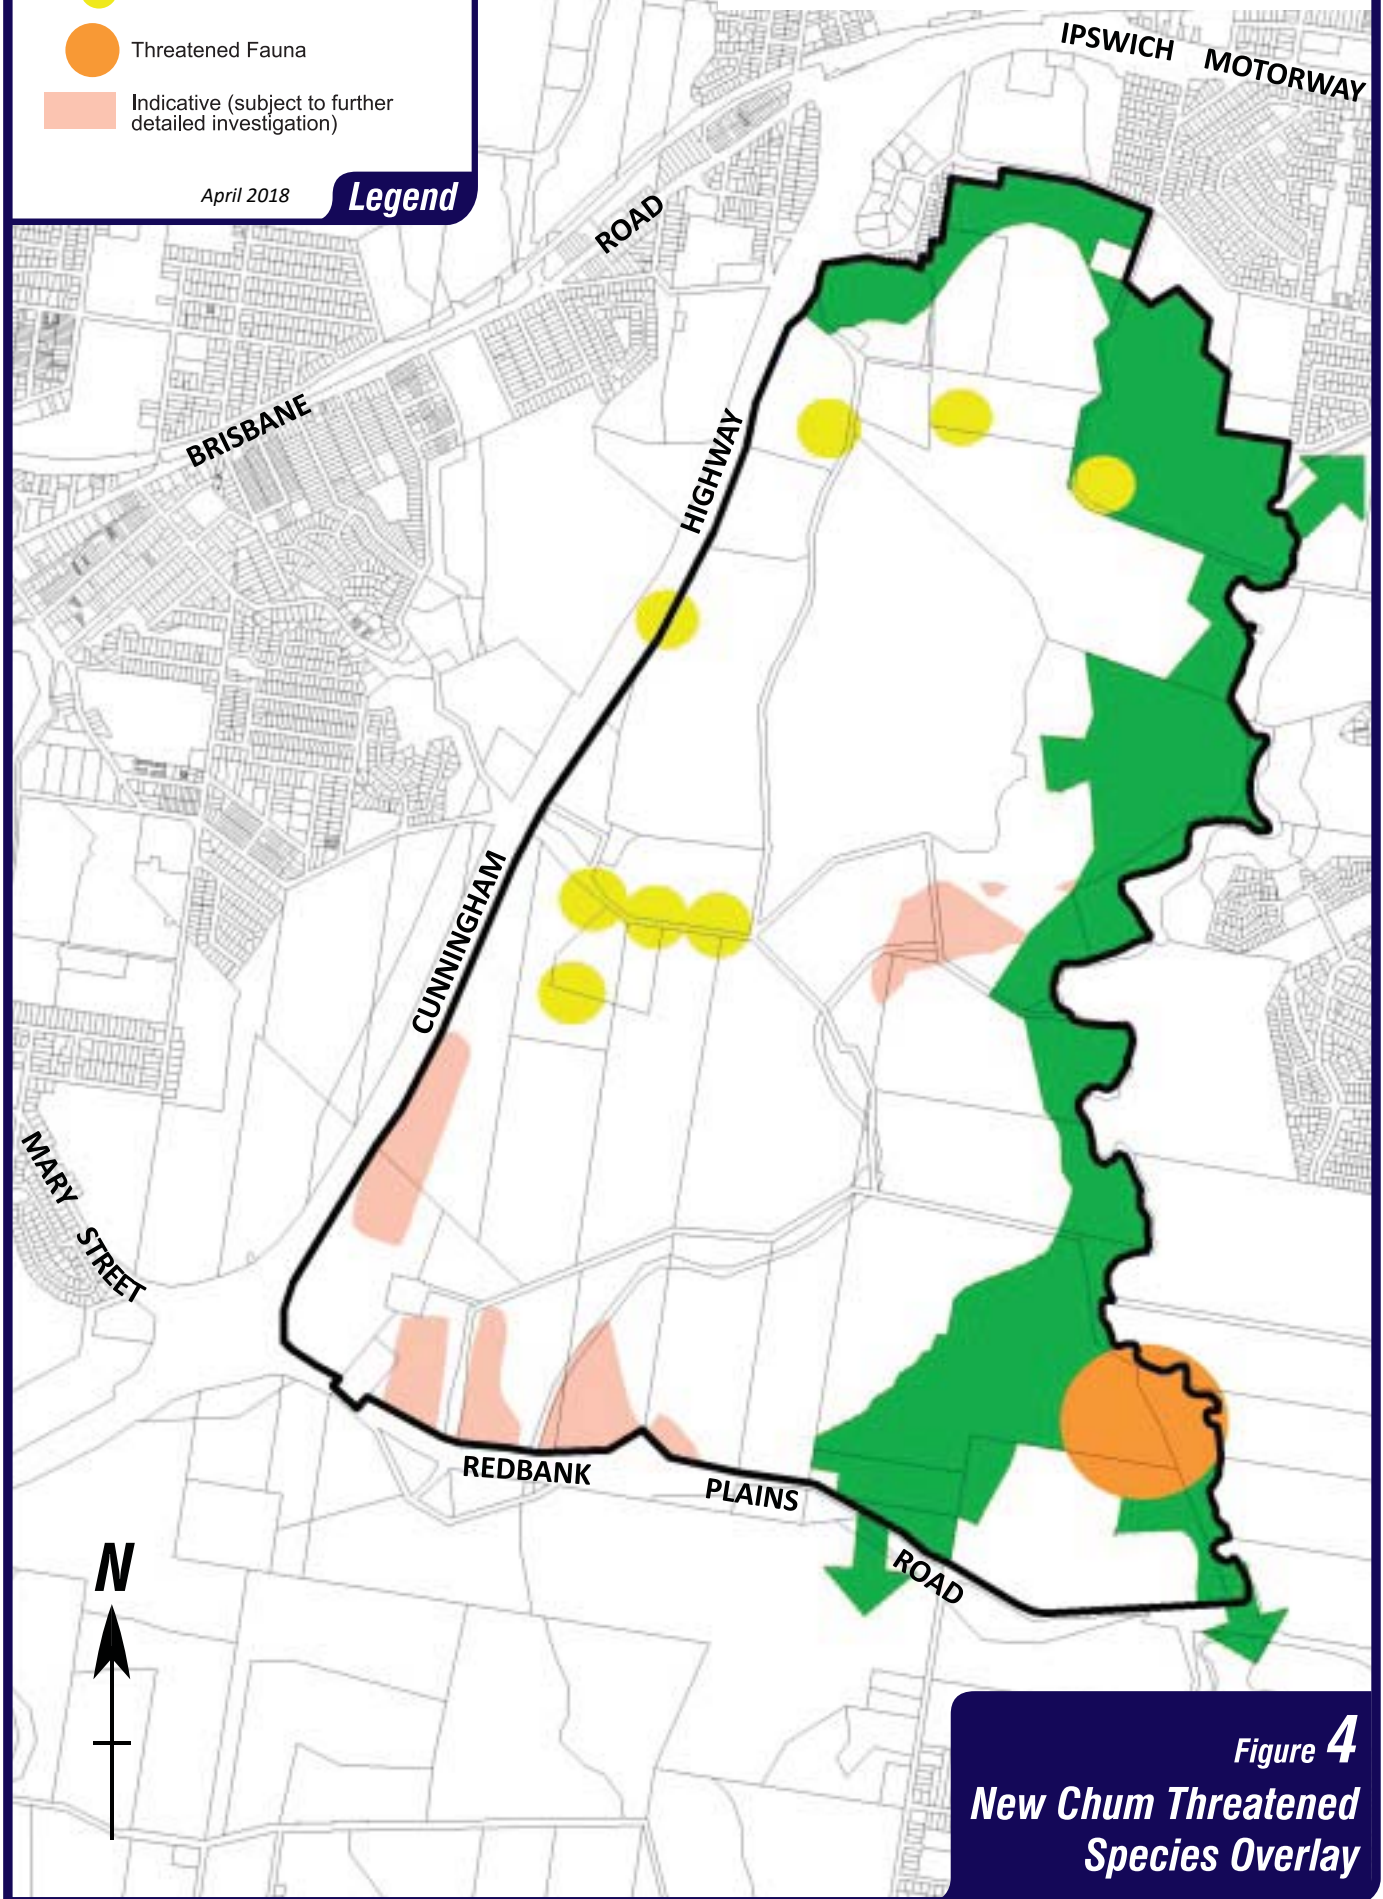 Threatened Fauna
Indicative (subject to further
detailed investigation)
April 2018
Legend
IPSWICH MOTORWAY
ROAD
BRISBANE
HIGHWAY
CUNNINGHAM
MARY STREET
REDBANK PLAINS ROAD
N
Figure 4
New Chum Threatened
Species Overlay